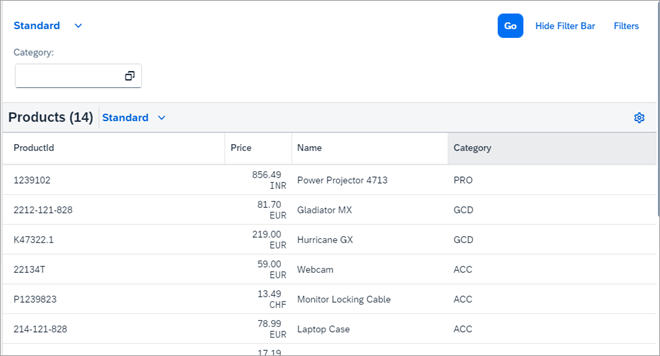 Standard Go Hide Filter Bar Filters
Category:
Products (14) Standard
ProductId Price Name Category
1239102 856.49 INR Power Projector 4713 PRO
2212-121-828 81.70 EUR Gladiator MX GCD
K47322.1 219.00 EUR Hurricane GX GCD
22134T 59.00 EUR Webcam ACC
P1239823 13.49 CHF Monitor Locking Cable ACC
214-121-828 78.99 EUR Laptop Case ACC
17.19